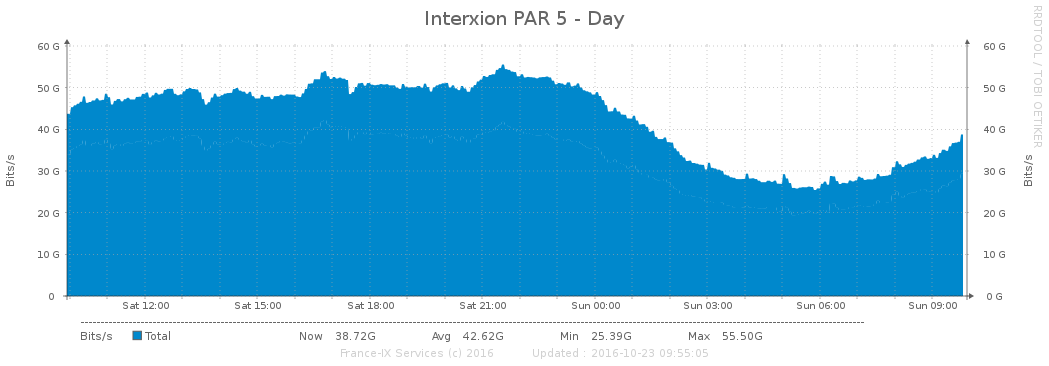 Interxion PAR 5 - Day
RRDTOOL / TOBI OETIKER
Bits/s
Bits/s
60 G 60 G
50 G 50 G
40 G 40 G
30 G 30 G
20 G 20 G
10 G 10 G
0 0 G
Sat 12:00 Sat 15:00 Sat 18:00 Sat 21:00 Sun 00:00 Sun 03:00 Sun 06:00 Sun 09:00
Bits/s Total Now 38.72G Avg 42.62G Min 25.39G Max 55.50G
France-IX Services (c) 2016 Updated : 2016-10-23 09:55:05